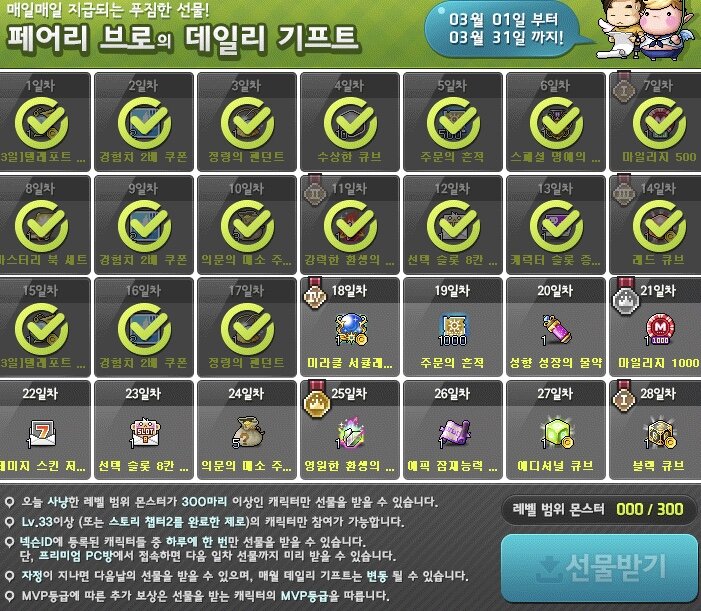 매일매일 지급되는 푸짐한 선물!
페어리 브로의 데일리 기프트
03월 01일 부터
03월 31일 까지!
1일차 2일차 3일차 4일차 5일차 6일차 7일차
3일]텔레포트 ... 경험치 2배 쿠폰 정령의 펜던트 수상한 큐브 주문의 흔적 스페셜 명예의 ... 마일리지 500
8일차 9일차 10일차 11일차 12일차 13일차 14일차
마스터리 북 세트 경험치 2배 쿠폰 의문의 메소 주... 강력한 환생의 ... 선택 슬롯 8칸 ... 캐릭터 슬롯 증... 레드 큐브
15일차 16일차 17일차 18일차 19일차 20일차 21일차
1 1000 1 1000
3일]텔레포트 ... 경험치 2배 쿠폰 정령의 펜던트 미라클 서큘레... 주문의 흔적 성향 성장의 물약 마일리지 1000
22일차 23일차 24일차 25일차 26일차 27일차 28일차
1 1 5 1 1 1 1
데미지 스킨 저... 선택 슬롯 8칸 ... 의문의 메소 주... 영원한 환생의 ... 에픽 잠재능력 ... 에디셔널 큐브 블랙 큐브
오늘 사냥한 레벨 범위 몬스터가 300마리 이상인 캐릭터만 선물을 받을 수 있습니다.
Lv.33이상 (또는 스토리 챕터2를 완료한 제로)의 캐릭터만 참여가 가능합니다.
넥슨ID에 등록된 캐릭터들 중 하루에 한 번만 선물을 받을 수 있습니다.
단, 프리미엄 PC방에서 접속하면 다음 일차 선물까지 미리 받을 수 있습니다.
자정이 지나면 다음날의 선물을 받을 수 있으며, 매월 데일리 기프트는 변동 될 수 있습니다.
MVP등급에 따른 추가 보상은 선물을 받는 캐릭터의 MVP등급을 따릅니다.
레벨 범위 몬스터 000 / 300
선물받기